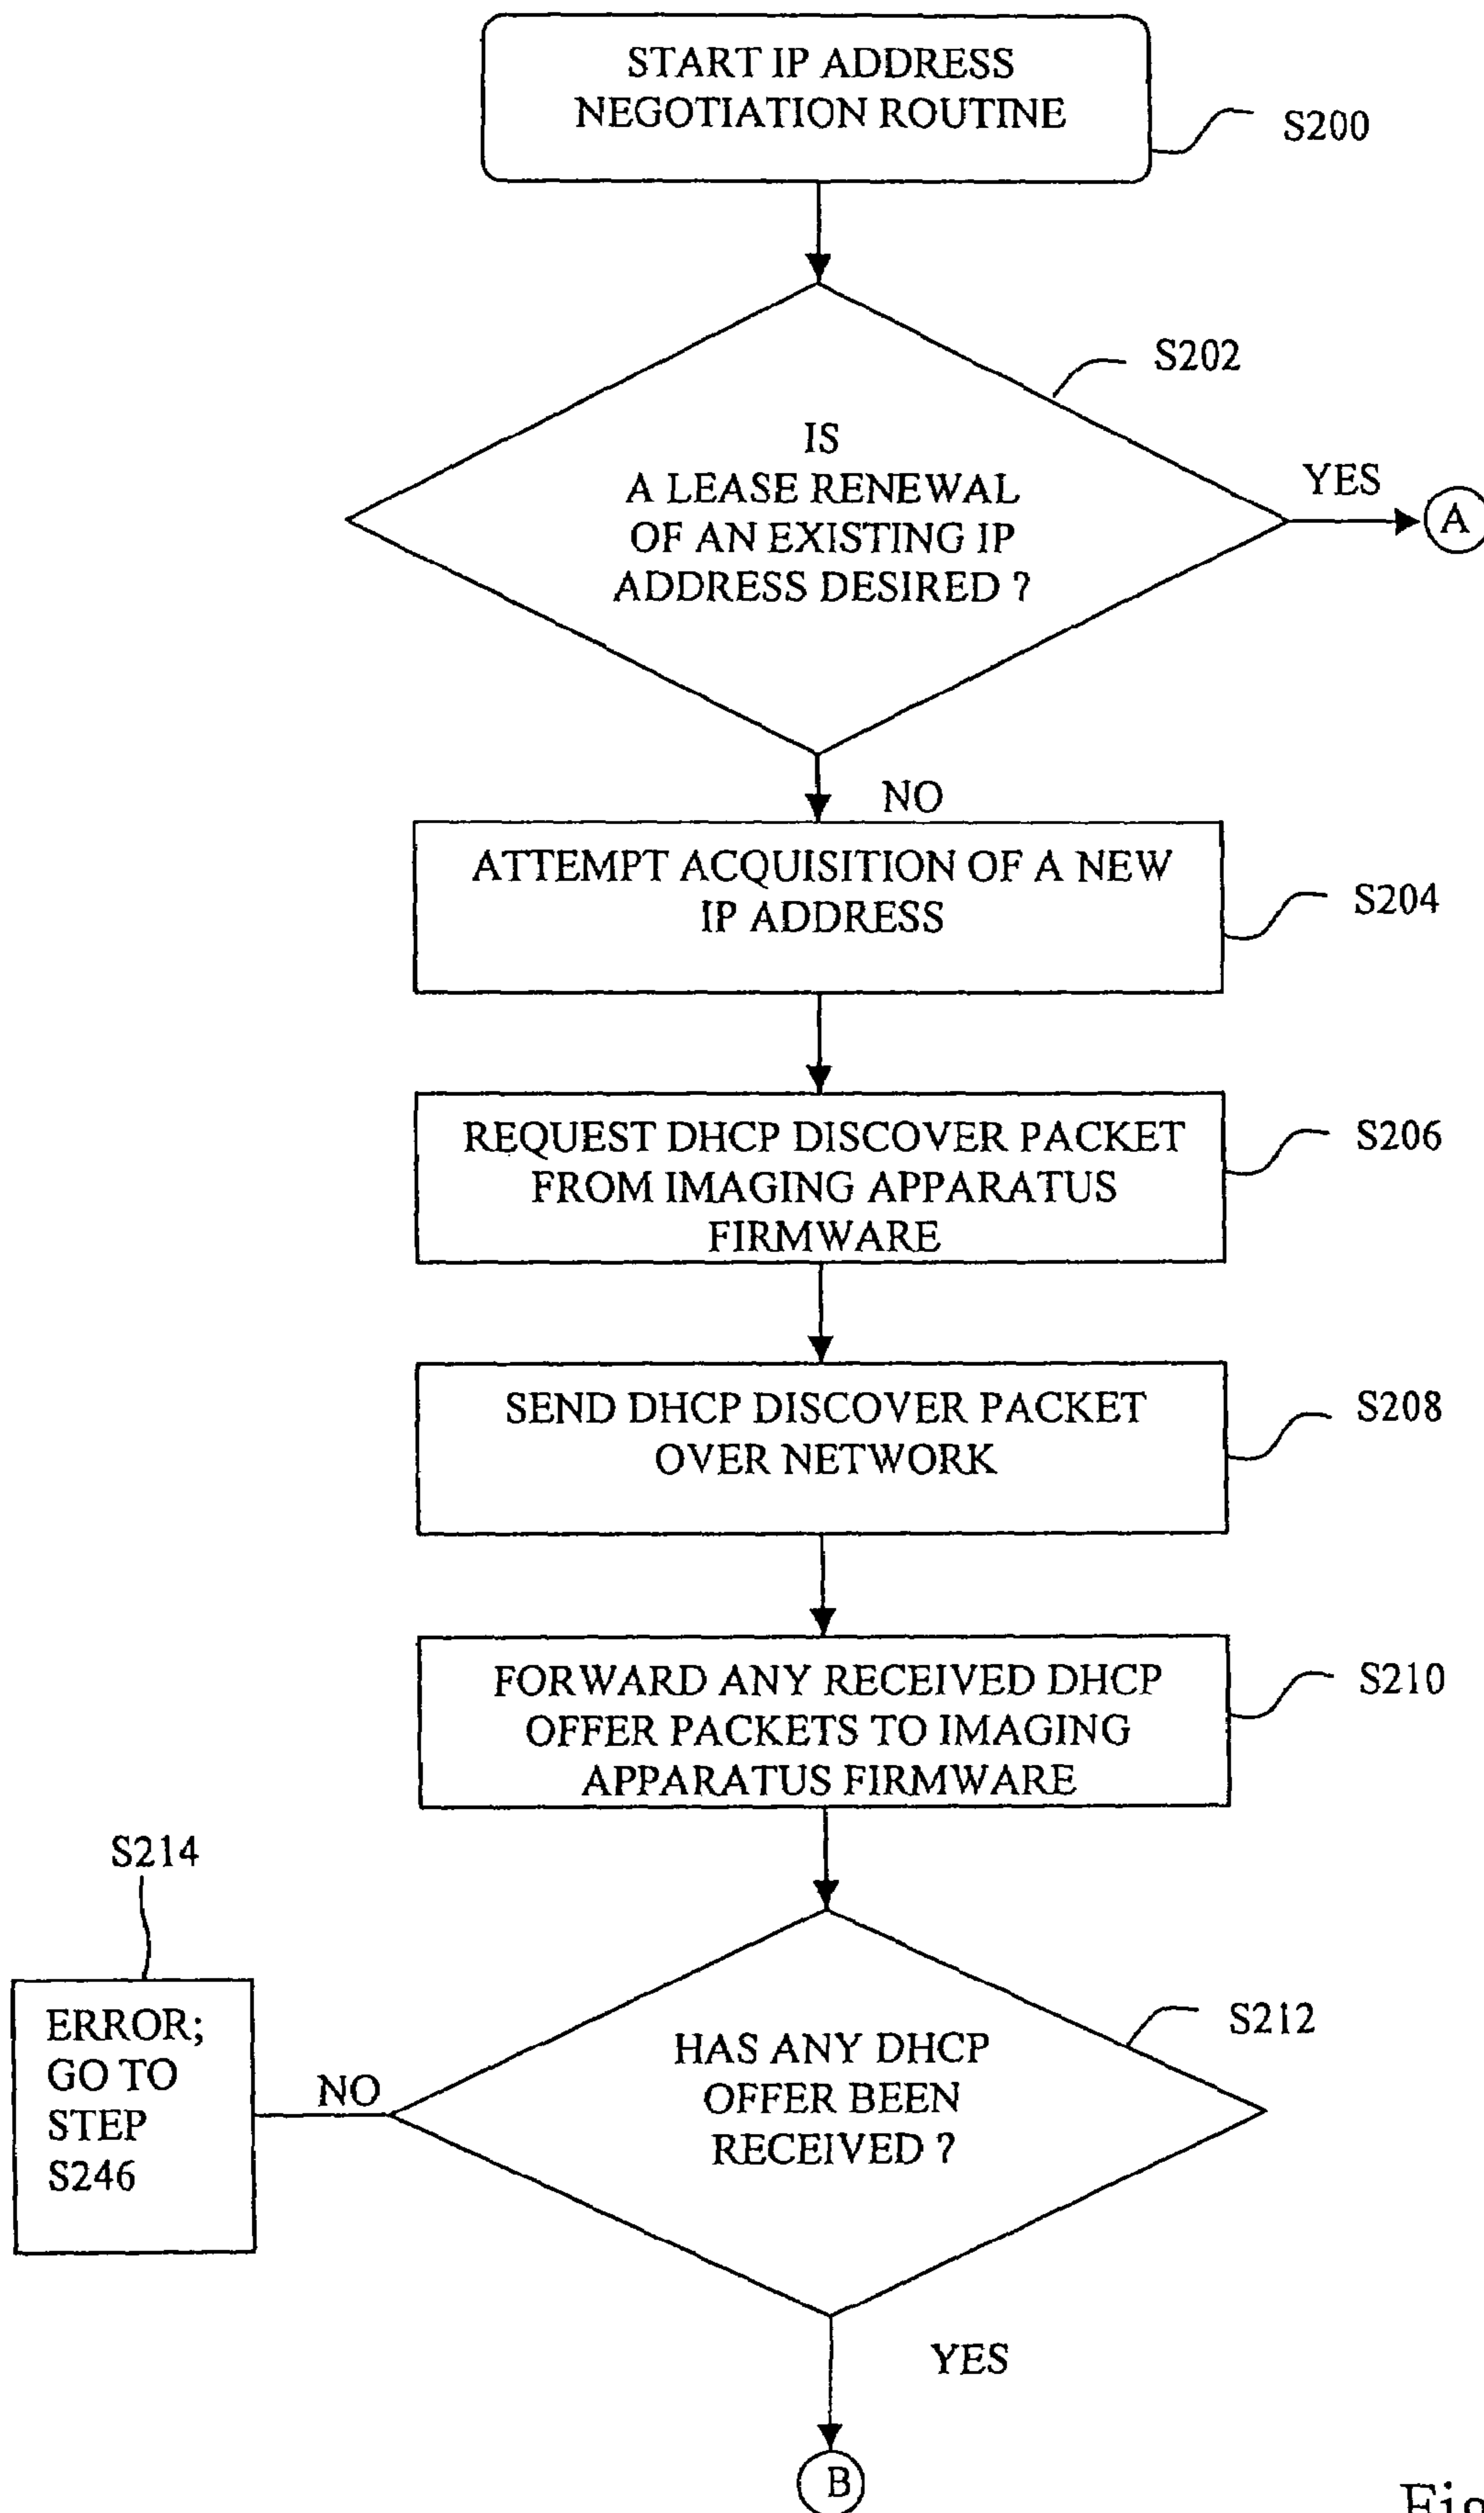 START IP ADDRESS
NEGOTIATION ROUTINE
S200
S202
IS
A LEASE RENEWAL
OF AN EXISTING IP
ADDRESS DESIRED ?
YES
A
NO
ATTEMPT ACQUISITION OF A NEW
IP ADDRESS
S204
REQUEST DHCP DISCOVER PACKET
FROM IMAGING APPARATUS
FIRMWARE
S206
SEND DHCP DISCOVER PACKET
OVER NETWORK
S208
FORWARD ANY RECEIVED DHCP
OFFER PACKETS TO IMAGING
APPARATUS FIRMWARE
S210
S214
ERROR;
GO TO
STEP
S246
NO
S212
HAS ANY DHCP
OFFER BEEN
RECEIVED ?
YES
B
Fig